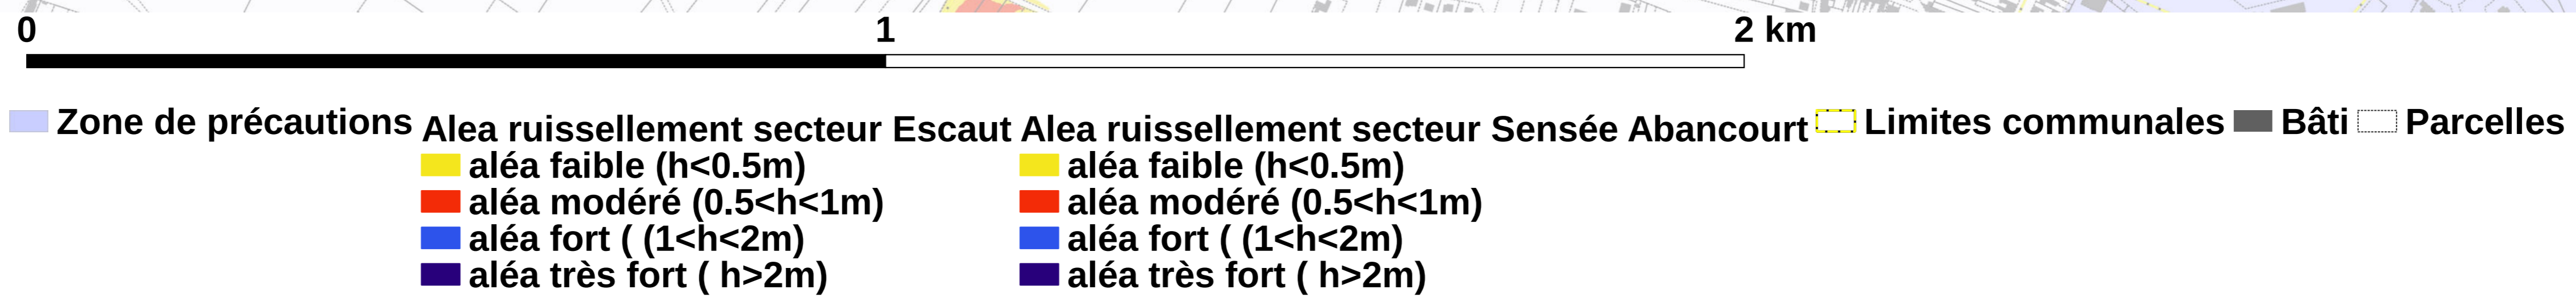 0 1 2 km
Zone de précautions Alea ruissellement secteur Escaut Alea ruissellement secteur Sensée Abancourt Limites communales Bâti Parcelles
aléa faible (h<0.5m) aléa faible (h<0.5m)
aléa modéré (0.5<h<1m) aléa modéré (0.5<h<1m)
aléa fort ( (1<h<2m) aléa fort ( (1<h<2m)
aléa très fort ( h>2m) aléa très fort ( h>2m)